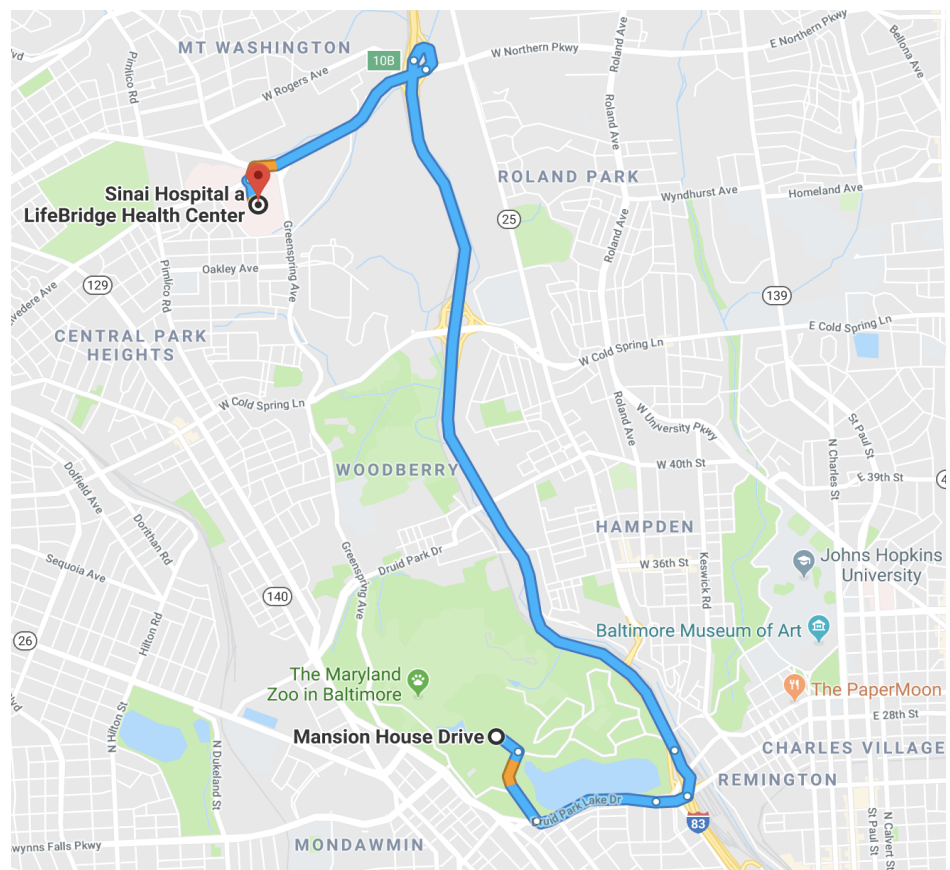 MT WASHINGTON
10B
W Northern Pkwy
Roland Ave
E Northern Pkwy
Bellona Ave
Pimlico Rd
W Rogers Ave
Sinai Hospital a
LifeBridge Health Center
ROLAND PARK
Roland Ave
Wyndhurst Ave
Homeland Ave
25
Roland Ave
Greenspring Ave
Oakley Ave
Pimlico Rd
129
139
CENTRAL PARK
HEIGHTS
E Cold Spring Ln
W Cold Spring Ln
W Cold Spring Ln
Roland Ave
W University Pkwy
St Paul St
N Charles St
WOODBERRY
W 40th St
E 39th St
Dolfield Ave
Dorithan Rd
HAMPDEN
Druid Park Dr
Greenspring Ave
W 36th St
Keswick Rd
Johns Hopkins
University
Sequoia Ave
140
26
Hilton Rd
Baltimore Museum of Art
The Maryland
Zoo in Baltimore
The PaperMoon
N Hilton St
Mansion House Drive
E 28th St
N Dukeland St
CHARLES VILLAGE
REMINGTON
Druid Park Lake Dr
83
MONDAWMIN
St Paul St
N Calvert St